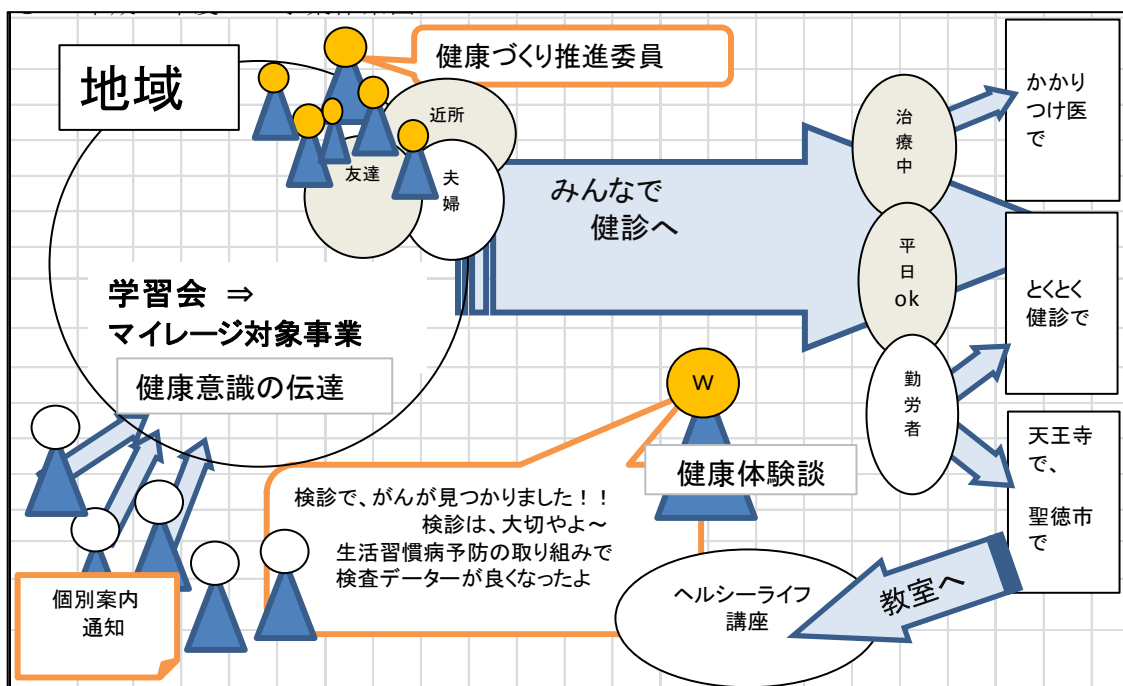 地域
健康づくり推進委員
近所
友達
夫婦
学習会 ⇒
マイレージ対象事業
健康意識の伝達
みんなで
健診へ
治療中
平日ok
勤労者
かかり
つけ医
で
とくとく
健診で
天王寺
で、
聖徳市
で
W
健康体験談
検診で、がんが見つかりました！！
検診は、大切やよ～
生活習慣病予防の取り組みで
検査データーが良くなったよ
ヘルシーライフ
講座
教室へ
個別案内
通知